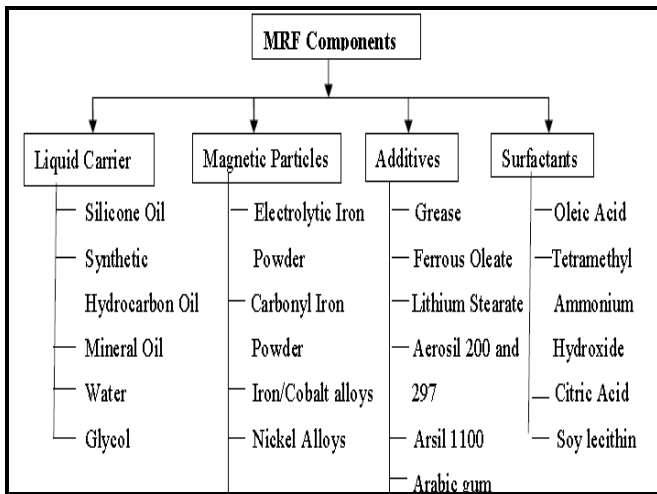 MRF Components
Liquid Carrier
Silicone Oil
Synthetic
Hydrocarbon Oil
Mineral Oil
Water
Glycol
Magnetic Particles
Electrolytic Iron
Powder
Carbonyl Iron
Powder
Iron/Cobalt alloys
Nickel Alloys
Additives
Grease
Ferrous Oleate
Lithium Stearate
Aerosil 200 and
297
Arsil 1100
Arabic gum
Surfactants
Oleic Acid
Tetramethyl
Ammonium
Hydroxide
Citric Acid
Soy lecithin